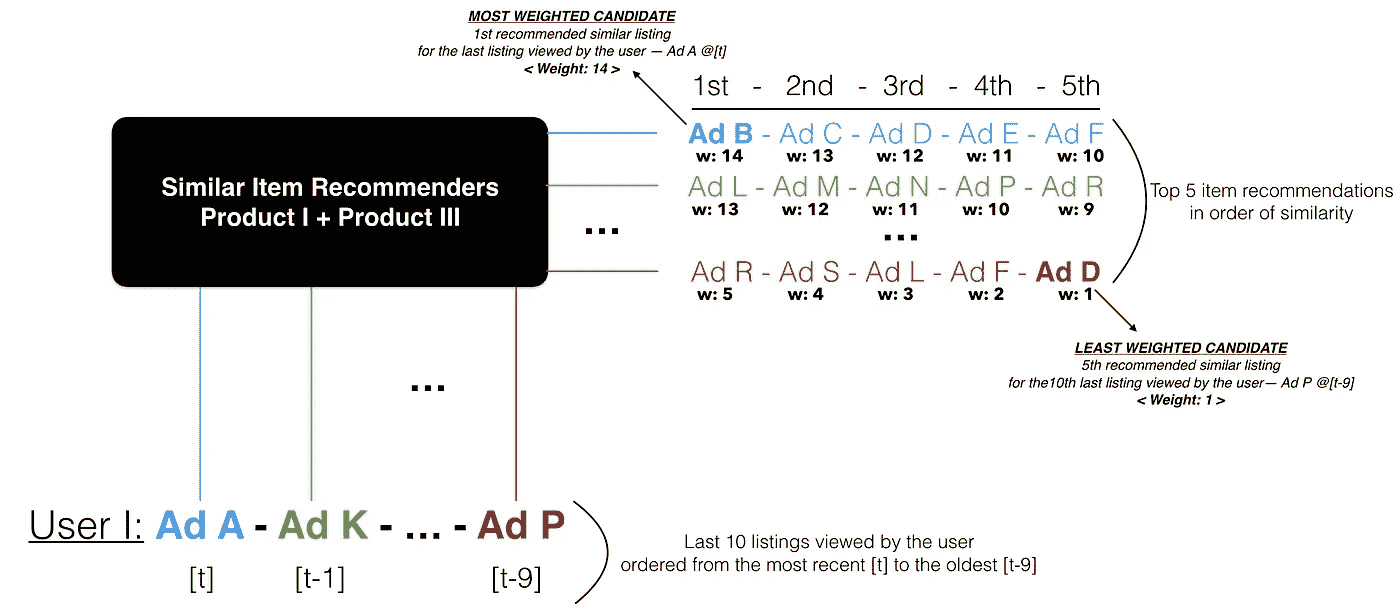 MOST WEIGHTED CANDIDATE
1st recommended similar listing
for the last listing viewed by the user — Ad A @[t]
< Weight: 14 >
1st - 2nd - 3rd - 4th - 5th
Ad B - Ad C - Ad D - Ad E - Ad F
w: 14 w: 13 w: 12 w: 11 w: 10
Ad L - Ad M - Ad N - Ad P - Ad R
w: 13 w: 12 w: 11 w: 10 w: 9
...
Ad R - Ad S - Ad L - Ad F - Ad D
w: 5 w: 4 w: 3 w: 2 w: 1
Similar Item Recommenders
Product I + Product III
...
Top 5 item recommendations
in order of similarity
LEAST WEIGHTED CANDIDATE
5th recommended similar listing
for the10th last listing viewed by the user— Ad P @[t-9]
< Weight: 1 >
...
User I: Ad A - Ad K - ... - Ad P
[t] [t-1] [t-9]
Last 10 listings viewed by the user
ordered from the most recent [t] to the oldest [t-9]